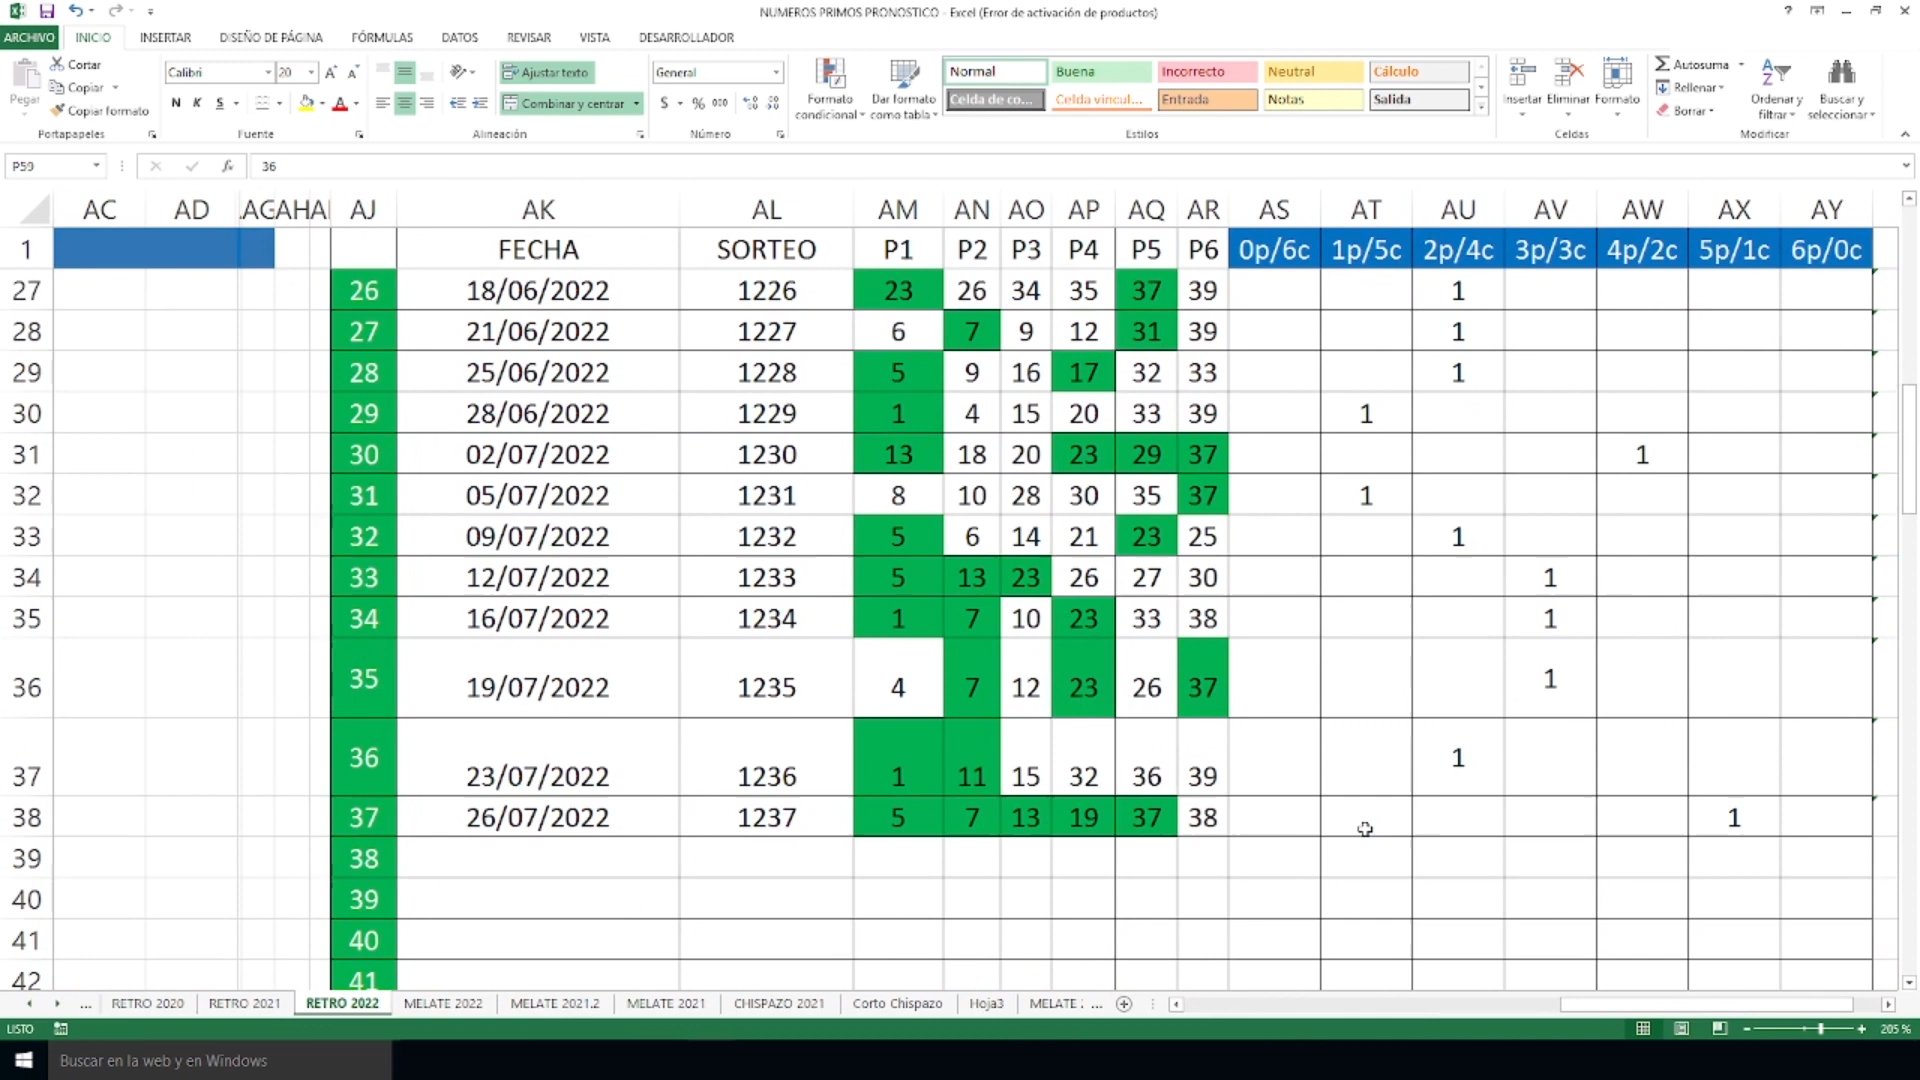 NUMEROS PRIMOS PRONOSTICO - Excel (Error de activación de productos)
ARCHIVO INICIO INSERTAR DISEÑO DE PÁGINA FÓRMULAS DATOS REVISAR VISTA DESARROLLADOR
Pegar Cortar Copiar Copiar formato Portapapeles
Calibri 20 N K S Fuente
Ajustar texto Combinar y centrar Alineación
General $ % 000 Número
Formato condicional Dar formato como tabla
Normal Buena Incorrecto Neutral Cálculo
Celda de co... Celda vincul... Entrada Notas Salida
Estilos
Insertar Eliminar Formato Celdas
Autosuma Rellenar Borrar Ordenar y filtrar Buscar y seleccionar Modificar
P59 fx 36
AC AD AJ AK AL AM AN AO AP AQ AR AS AT AU AV AW AX AY
1 FECHA SORTEO P1 P2 P3 P4 P5 P6 0p/6c 1p/5c 2p/4c 3p/3c 4p/2c 5p/1c 6p/0c
27 26 18/06/2022 1226 23 26 34 35 37 39 1
28 27 21/06/2022 1227 6 7 9 12 31 39 1
29 28 25/06/2022 1228 5 9 16 17 32 33 1
30 29 28/06/2022 1229 1 4 15 20 33 39 1
31 30 02/07/2022 1230 13 18 20 23 29 37 1
32 31 05/07/2022 1231 8 10 28 30 35 37 1
33 32 09/07/2022 1232 5 6 14 21 23 25 1
34 33 12/07/2022 1233 5 13 23 26 27 30 1
35 34 16/07/2022 1234 1 7 10 23 33 38 1
36 35 19/07/2022 1235 4 7 12 23 26 37 1
37 36 23/07/2022 1236 1 11 15 32 36 39 1
38 37 26/07/2022 1237 5 7 13 19 37 38 1
39 38
40 39
41 40
42 41
... RETRO 2020 RETRO 2021 RETRO 2022 MELATE 2022 MELATE 2021.2 MELATE 2021 CHISPAZO 2021 Corto Chispazo Hoja3 MELATE : ...
LISTO 205 %
Buscar en la web y en Windows